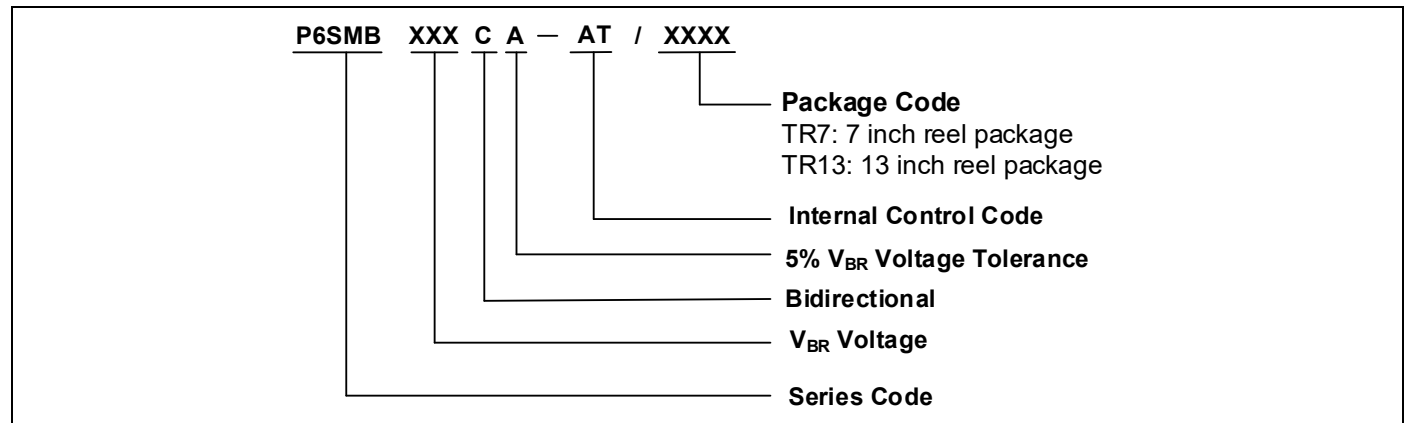 P6SMB XXX C A — AT / XXXX
Package Code
TR7: 7 inch reel package
TR13: 13 inch reel package
Internal Control Code
5% VBR Voltage Tolerance
Bidirectional
VBR Voltage
Series Code